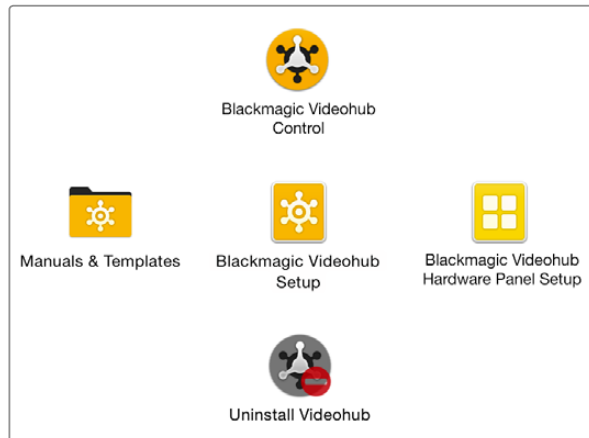 Blackmagic Videohub
Control
Manuals & Templates
Blackmagic Videohub
Setup
Blackmagic Videohub
Hardware Panel Setup
Uninstall Videohub